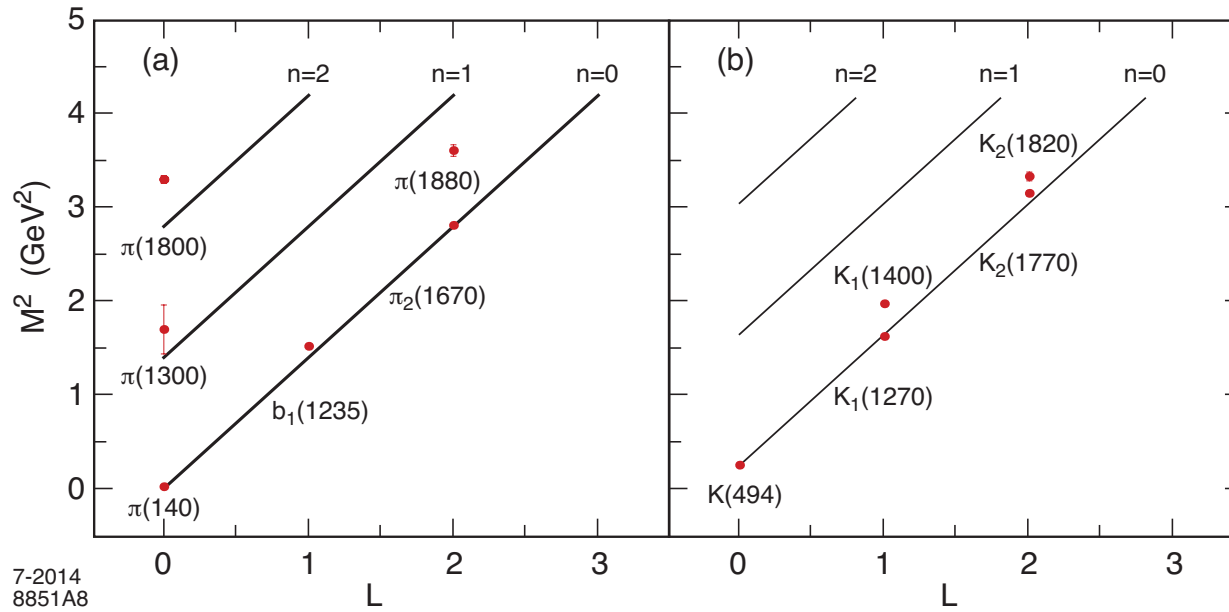 5
4
3
2
1
0
M² (GeV²)
(a)
n=2
n=1
n=0
π(1800)
π(1300)
π(140)
b₁(1235)
π₂(1670)
π(1880)
0 1 2 3
L
(b)
n=2
n=1
n=0
K₂(1820)
K₂(1770)
K₁(1400)
K₁(1270)
K(494)
0 1 2 3
L
7-2014
8851A8